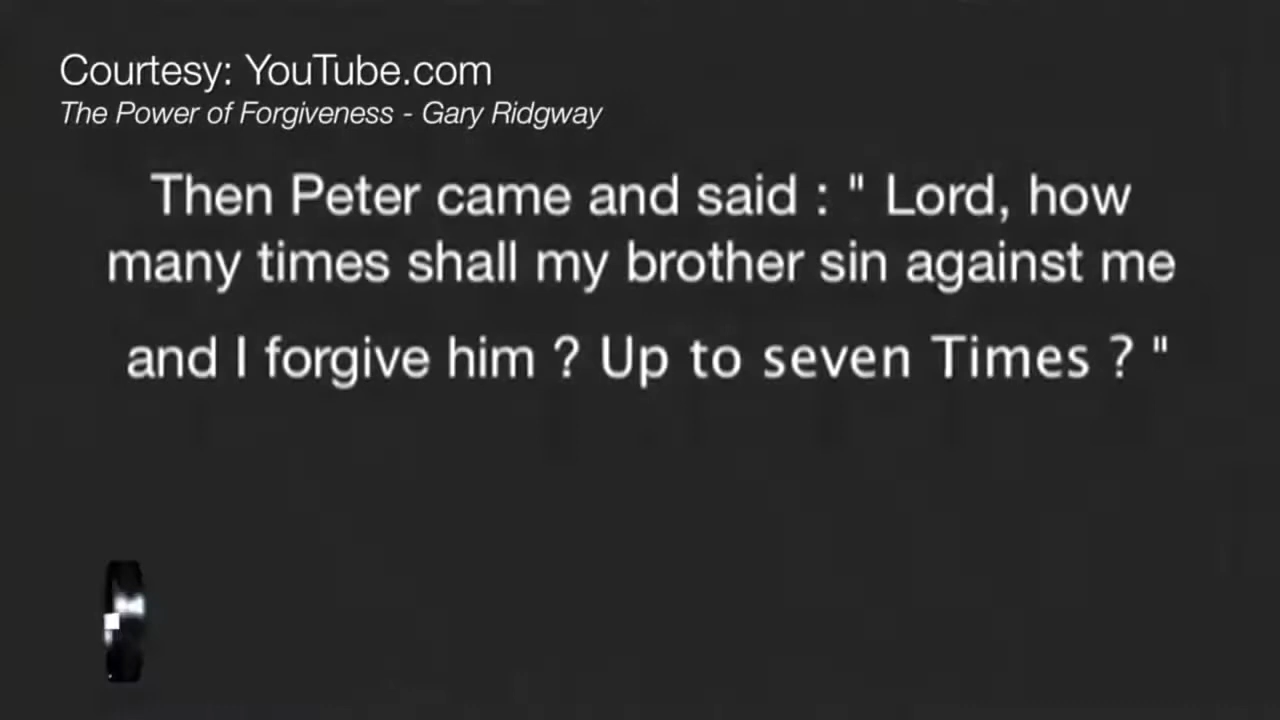 Courtesy: YouTube.com
The Power of Forgiveness - Gary Ridgway
Then Peter came and said : " Lord, how
many times shall my brother sin against me
and I forgive him ? Up to seven Times ? "